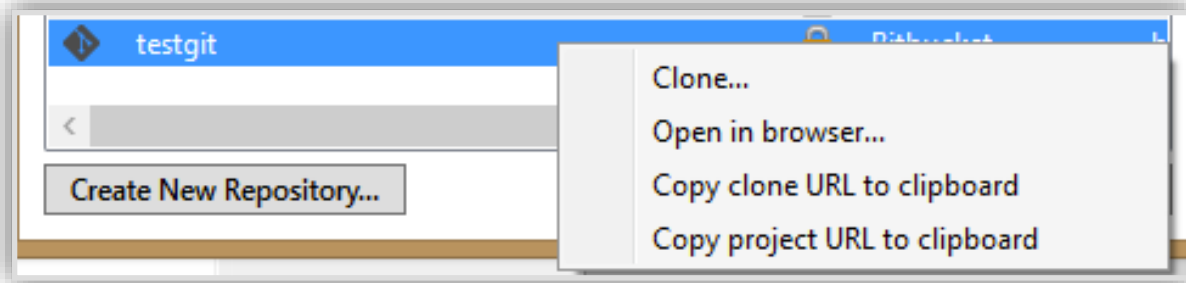 testgit
Clone...
Open in browser...
Copy clone URL to clipboard
Create New Repository...
Copy project URL to clipboard